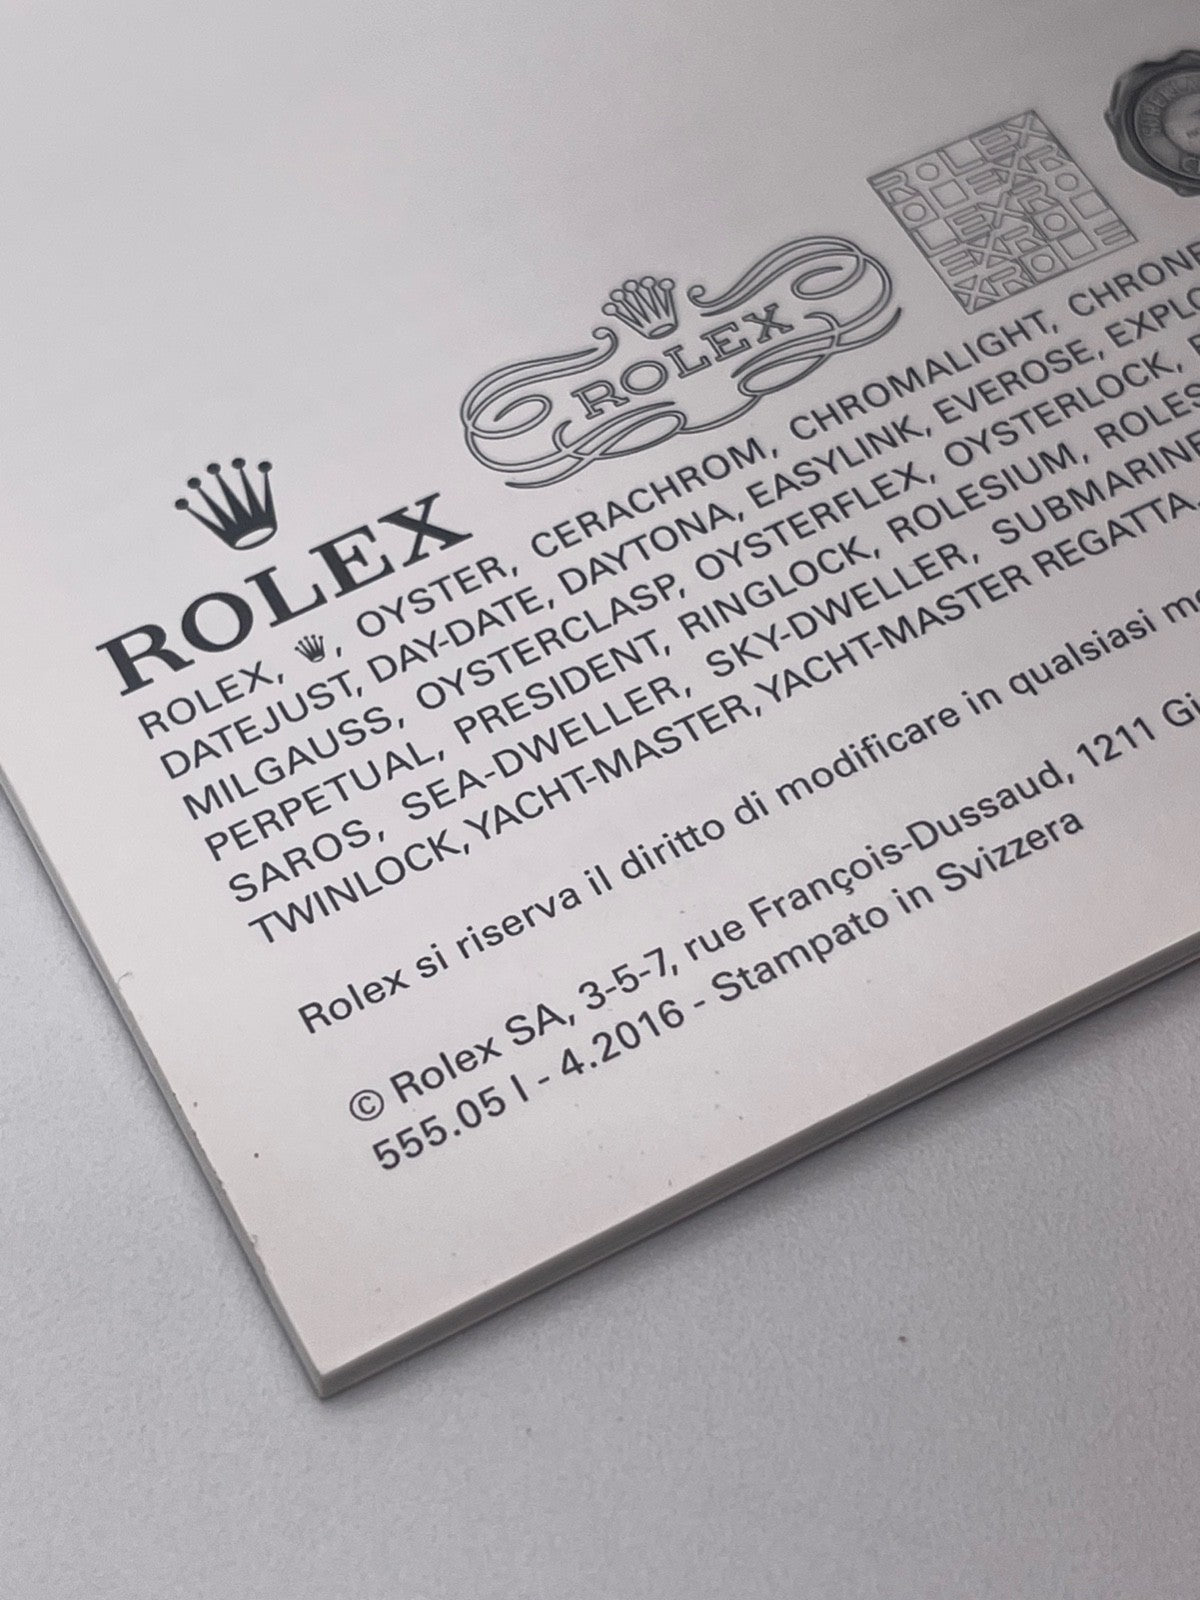 ROLEX
ROLEX
ROLEX
ROLEX, OYSTER, CERACHROM, CHROMALIGHT,
DATEJUST, DAY-DATE, DAYTONA, EASYLINK, EVEROSE,
MILGAUSS, OYSTERCLASP, OYSTERFLEX, OYSTERLOCK,
PERPETUAL, PRESIDENT, RINGLOCK, ROLESIUM,
SAROS, SEA-DWELLER, SKY-DWELLER, SUBMARINE
TWINLOCK, YACHT-MASTER, YACHT-MASTER REGATTA.
Rolex si riserva il diritto di modificare in qualsiasi
© Rolex SA, 3-5-7, rue François-Dussaud, 1211
555.05 I - 4.2016 - Stampato in Svizzera